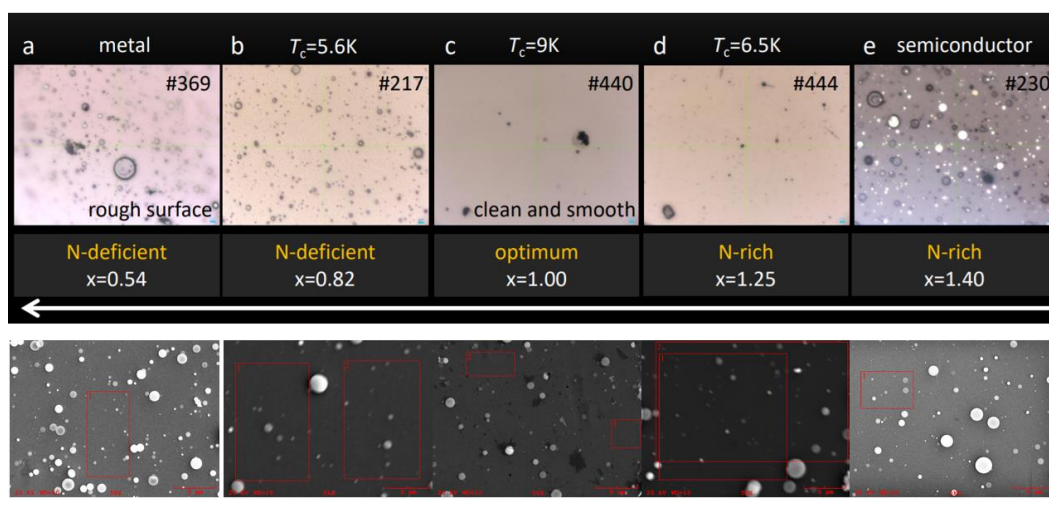 a metal
b Tc=5.6K
c Tc=9K
d Tc=6.5K
e semiconductor
#369
#217
#440
#444
#230
rough surface
clean and smooth
N-deficient
x=0.54
N-deficient
x=0.82
optimum
x=1.00
N-rich
x=1.25
N-rich
x=1.40